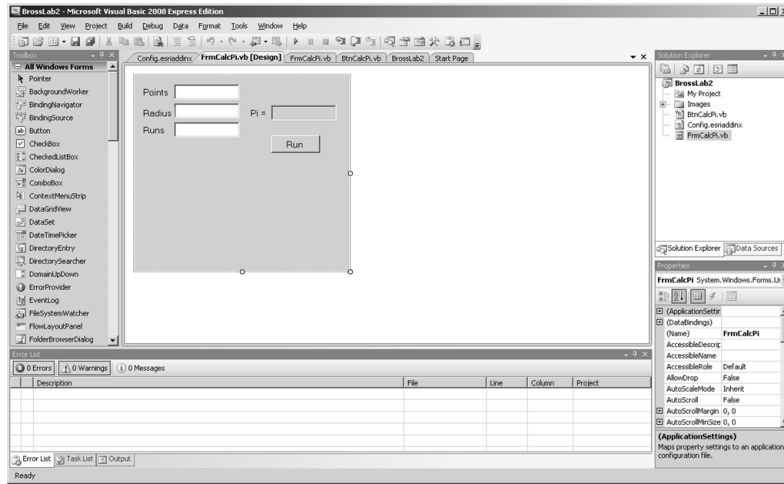 BrossLab2 - Microsoft Visual Basic 2008 Express Edition
File Edit View Project Build Debug Data Format Tools Window Help
Toolbox
All Windows Forms
Pointer
BackgroundWorker
BindingNavigator
BindingSource
Button
CheckBox
CheckedListBox
ColorDialog
ComboBox
ContextMenuStrip
DataGridView
DataSet
DateTimePicker
DirectoryEntry
DirectorySearcher
DomainUpDown
ErrorProvider
EventLog
FileSystemWatcher
FlowLayoutPanel
FolderBrowserDialog
Config.esriaddinx FrmCalcPi.vb [Design] FrmCalcPi.vb BtnCalcPi.vb BrossLab2 Start Page
Points
Radius Pi =
Runs
Run
Solution Explorer
BrossLab2
My Project
Images
BtnCalcPi.vb
Config.esriaddinx
FrmCalcPi.vb
Solution Explorer Data Sources
Properties
FrmCalcPi System.Windows.Forms.Us
(ApplicationSettin
(DataBindings)
(Name) FrmCalcPi
AccessibleDescrip
AccessibleName
AccessibleRole Default
AllowDrop False
AutoScaleMode Inherit
AutoScroll False
AutoScrollMargin 0, 0
AutoScrollMinSize 0, 0
(ApplicationSettings)
Maps property settings to an application
configuration file.
Error List
0 Errors 0 Warnings 0 Messages
Description File Line Column Project
Error List Task List Output
Ready